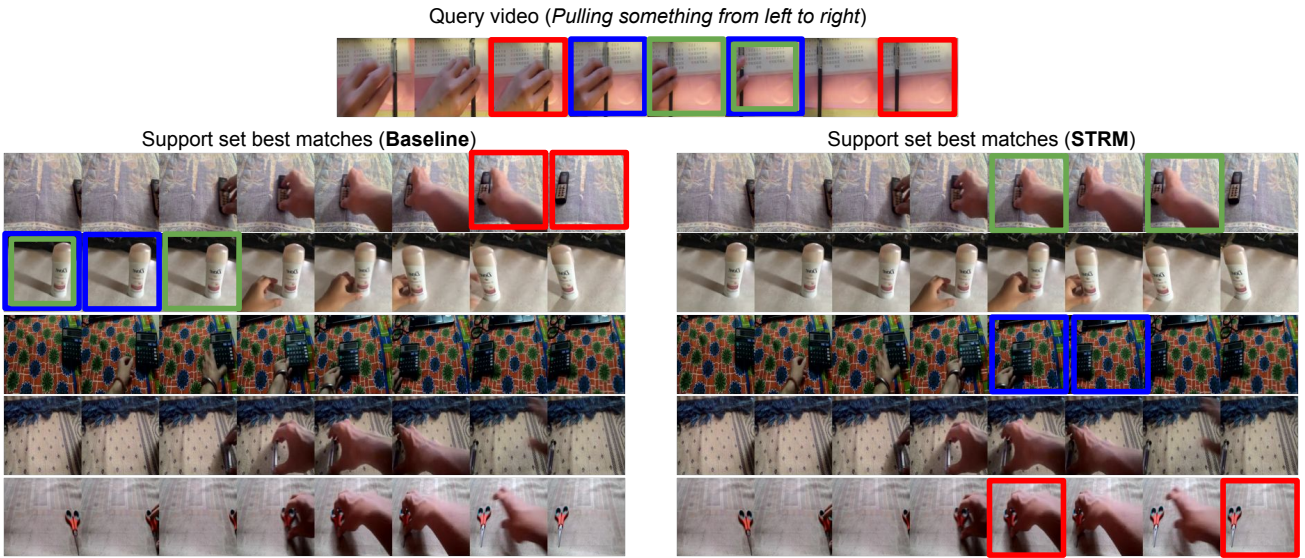 Query video (Pulling something from left to right)
Support set best matches (Baseline)
Support set best matches (STRM)